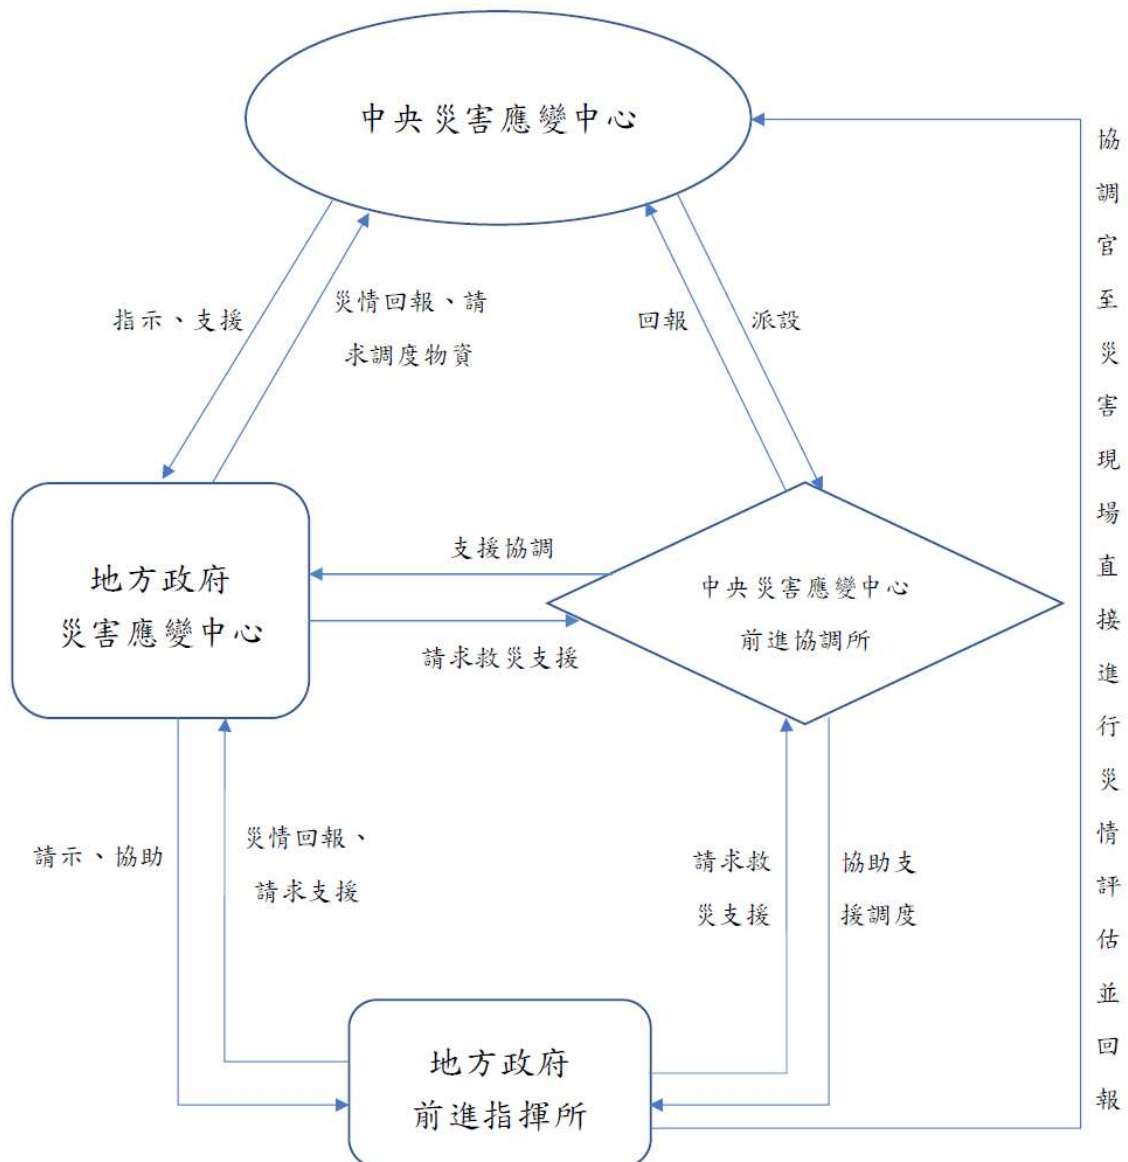 中央災害應變中心
指示、支援
災情回報、請
求調度物資
回報
派設
協調官至災害現場直接進行災情評估並回報
地方政府
災害應變中心
支援協調
請求救災支援
中央災害應變中心
前進協調所
請示、協助
災情回報、
請求支援
請求救
災支援
協助支
援調度
地方政府
前進指揮所